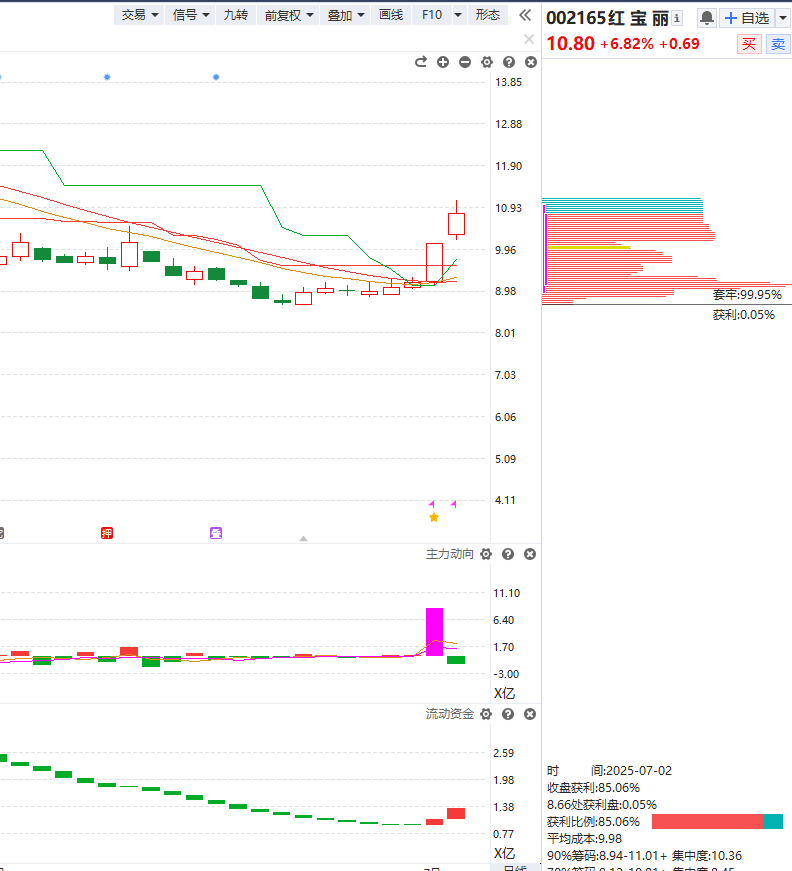 交易 信号 九转 前复权 叠加 画线 F10 形态
002165 红 宝 丽
自选
10.80 +6.82% +0.69
买 卖
13.85
12.88
11.90
10.93
9.96
8.98
8.01
7.03
6.06
5.09
4.11
套牢:99.95%
获利:0.05%
押
主力动向
11.10
6.40
1.70
-3.00
X亿
流动资金
2.59
1.98
1.38
0.77
X亿
时 间:2025-07-02
收盘获利:85.06%
8.66处获利盘:0.05%
获利比例:85.06%
平均成本:9.98
90%筹码:8.94-11.01+ 集中度:10.36